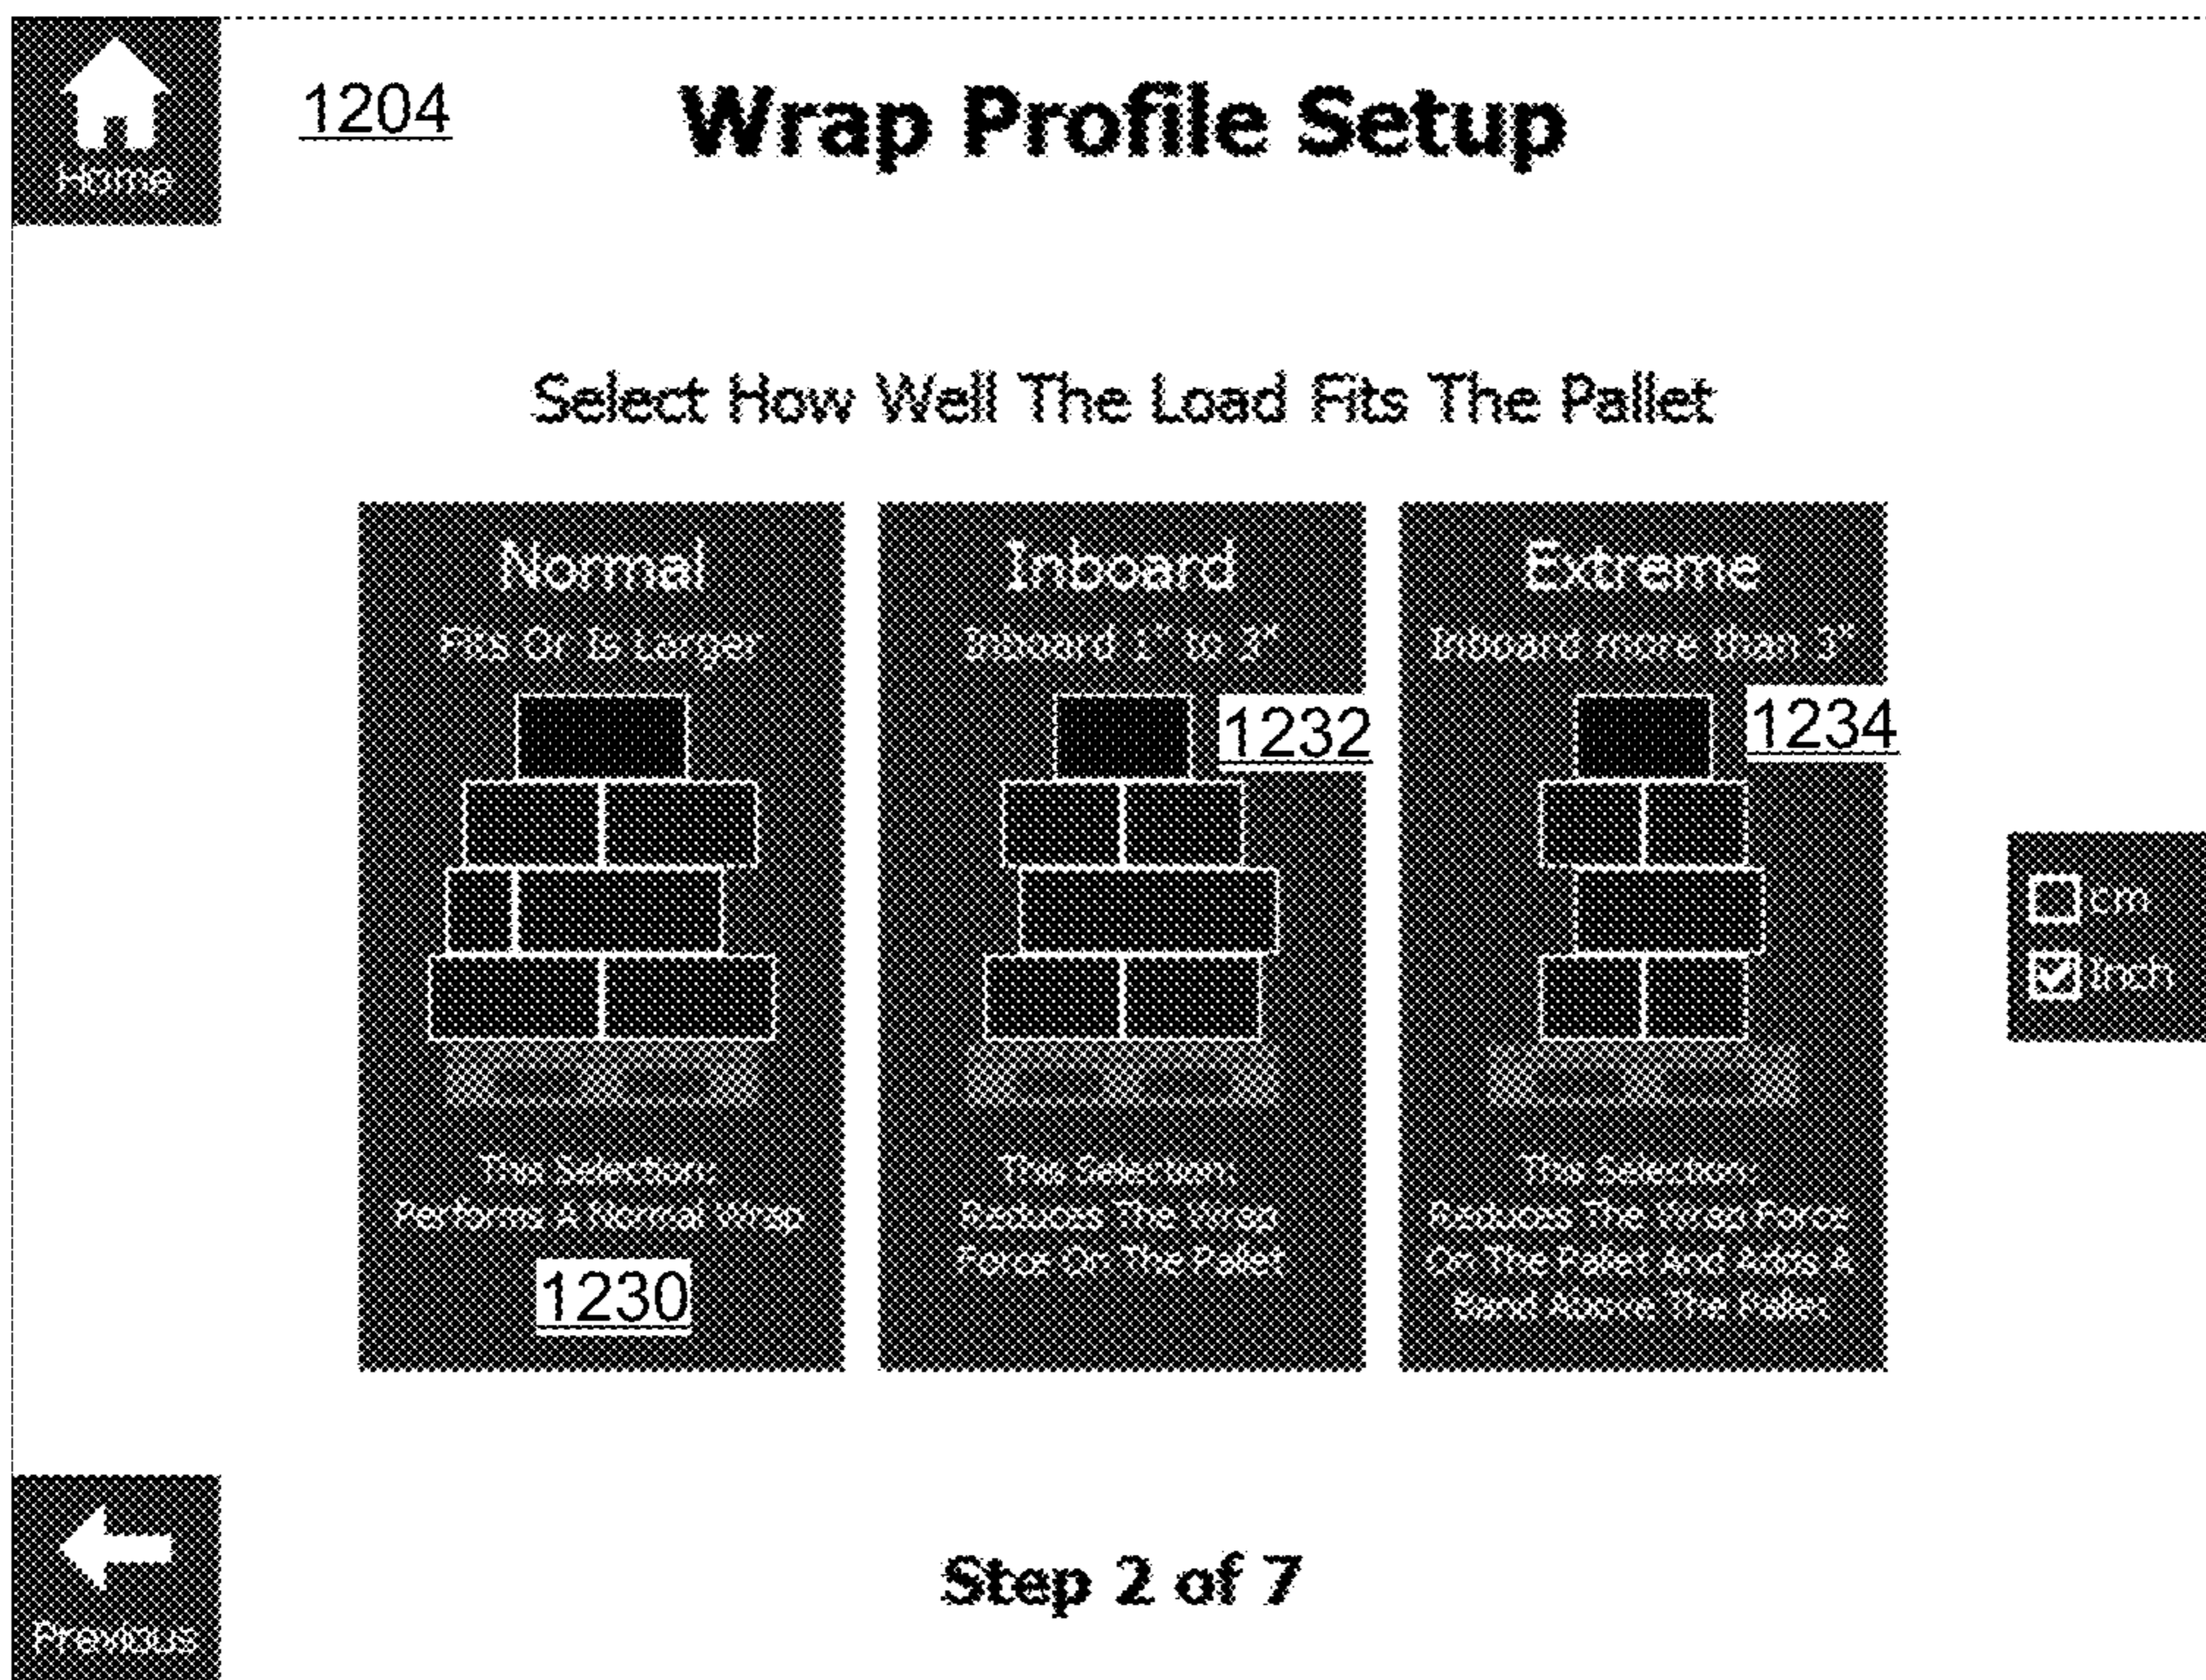 Home
1204
Wrap Profile Setup
Select How Well The Load Fits The Pallet
Normal
Fits Or Is Larger
This Selection:
Performs A Normal Wrap
1230
Inboard
Inboard 1" to 3"
1232
This Selection:
Reduces The Wrap
Force On The Pallet
Extreme
Inboard more than 3"
1234
This Selection:
Reduces The Wrap Force
On The Pallet And Adds A
Band Above The Pallet
cm
Inch
Previous
Step 2 of 7